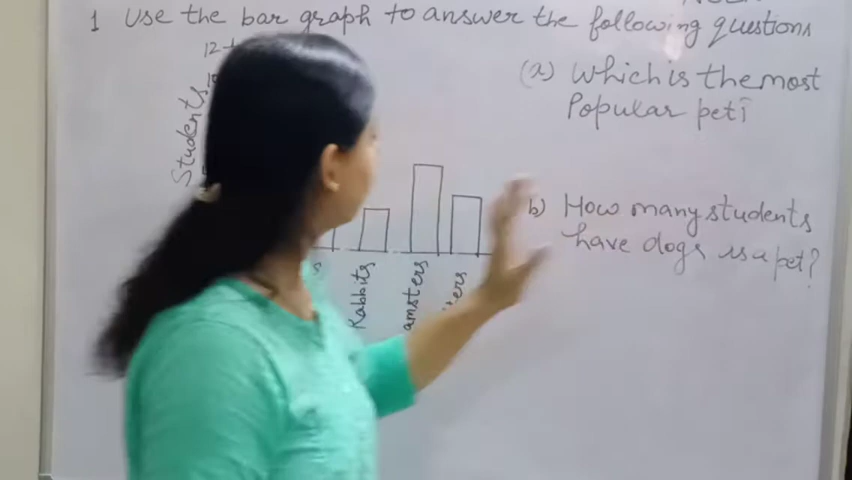 1 Use the bar graph to answer the following questions
12
Students
Rabbits
amsters
(a) Which is the most
Popular pet?
b) How many students
have dogs as a pet?